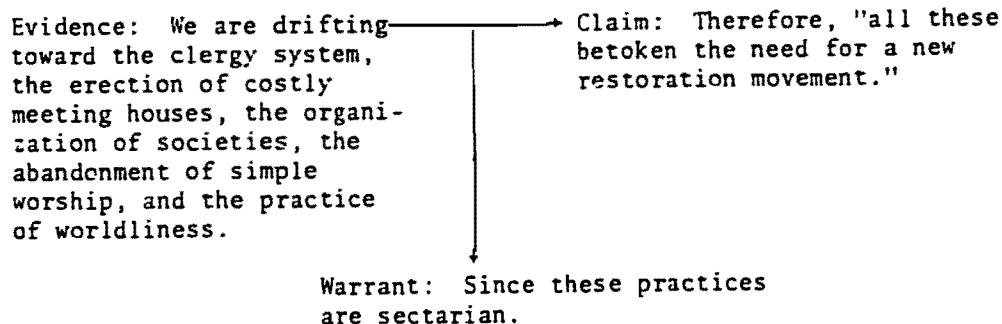 Evidence: We are drifting
toward the clergy system,
the erection of costly
meeting houses, the organi-
zation of societies, the
abandonment of simple
worship, and the practice
of worldliness.
Claim: Therefore, "all these
betoken the need for a new
restoration movement."
Warrant: Since these practices
are sectarian.